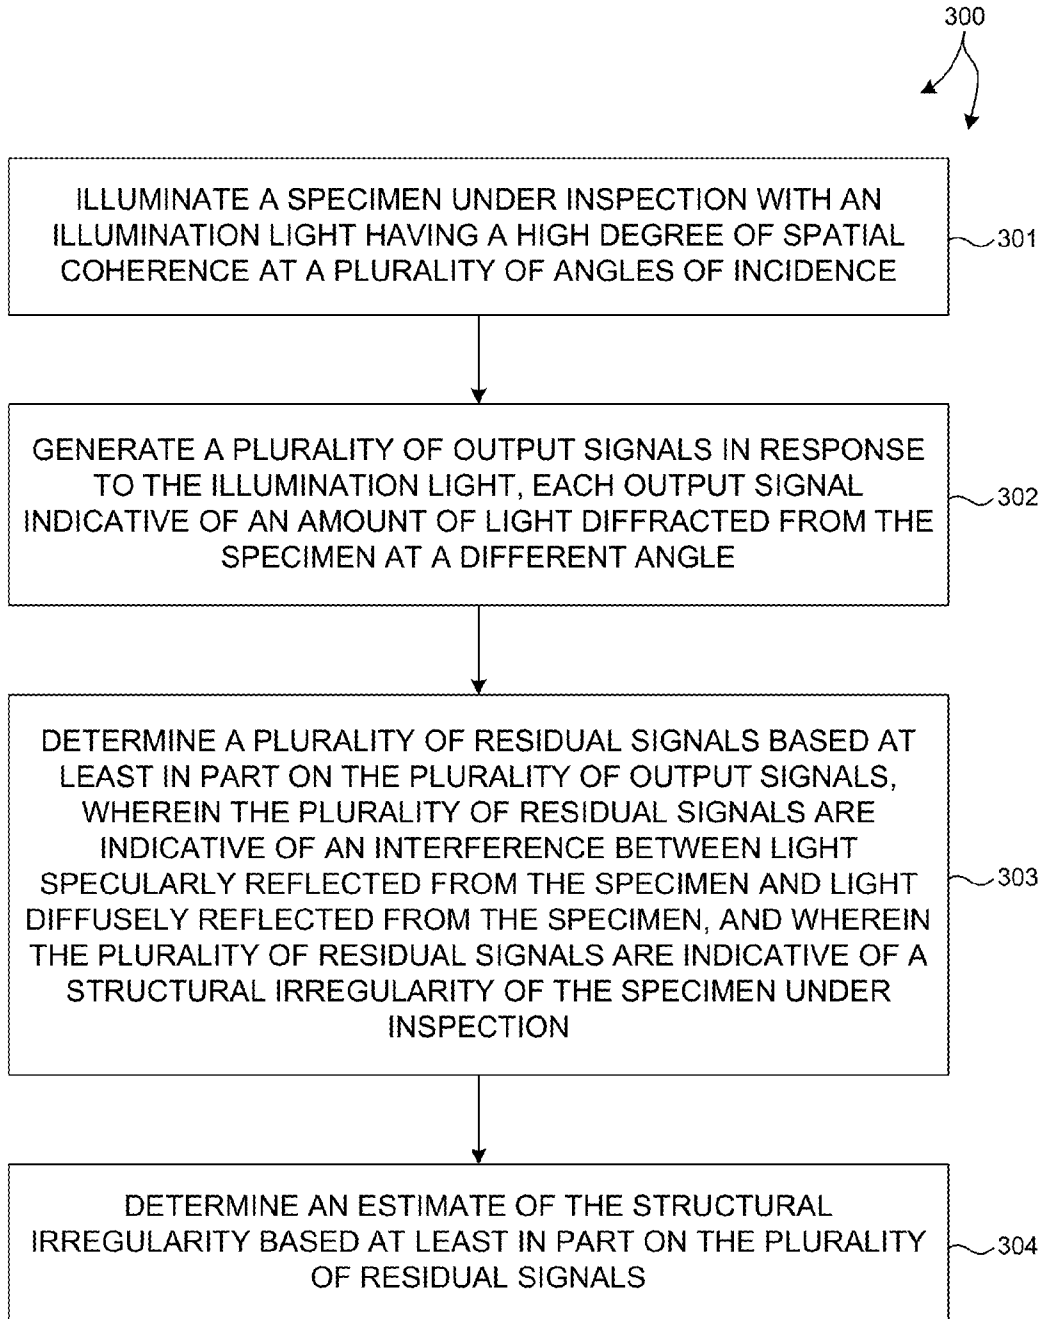 300
ILLUMINATE A SPECIMEN UNDER INSPECTION WITH AN
ILLUMINATION LIGHT HAVING A HIGH DEGREE OF SPATIAL
COHERENCE AT A PLURALITY OF ANGLES OF INCIDENCE
301
GENERATE A PLURALITY OF OUTPUT SIGNALS IN RESPONSE
TO THE ILLUMINATION LIGHT, EACH OUTPUT SIGNAL
INDICATIVE OF AN AMOUNT OF LIGHT DIFFRACTED FROM THE
SPECIMEN AT A DIFFERENT ANGLE
302
DETERMINE A PLURALITY OF RESIDUAL SIGNALS BASED AT
LEAST IN PART ON THE PLURALITY OF OUTPUT SIGNALS,
WHEREIN THE PLURALITY OF RESIDUAL SIGNALS ARE
INDICATIVE OF AN INTERFERENCE BETWEEN LIGHT
SPECULARLY REFLECTED FROM THE SPECIMEN AND LIGHT
DIFFUSELY REFLECTED FROM THE SPECIMEN, AND WHEREIN
THE PLURALITY OF RESIDUAL SIGNALS ARE INDICATIVE OF A
STRUCTURAL IRREGULARITY OF THE SPECIMEN UNDER
INSPECTION
303
DETERMINE AN ESTIMATE OF THE STRUCTURAL
IRREGULARITY BASED AT LEAST IN PART ON THE PLURALITY
OF RESIDUAL SIGNALS
304